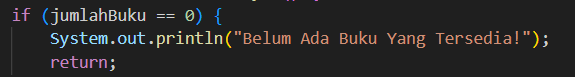 if (jumlahBuku == 0) {
    System.out.println("Belum Ada Buku Yang Tersedia!");
    return;